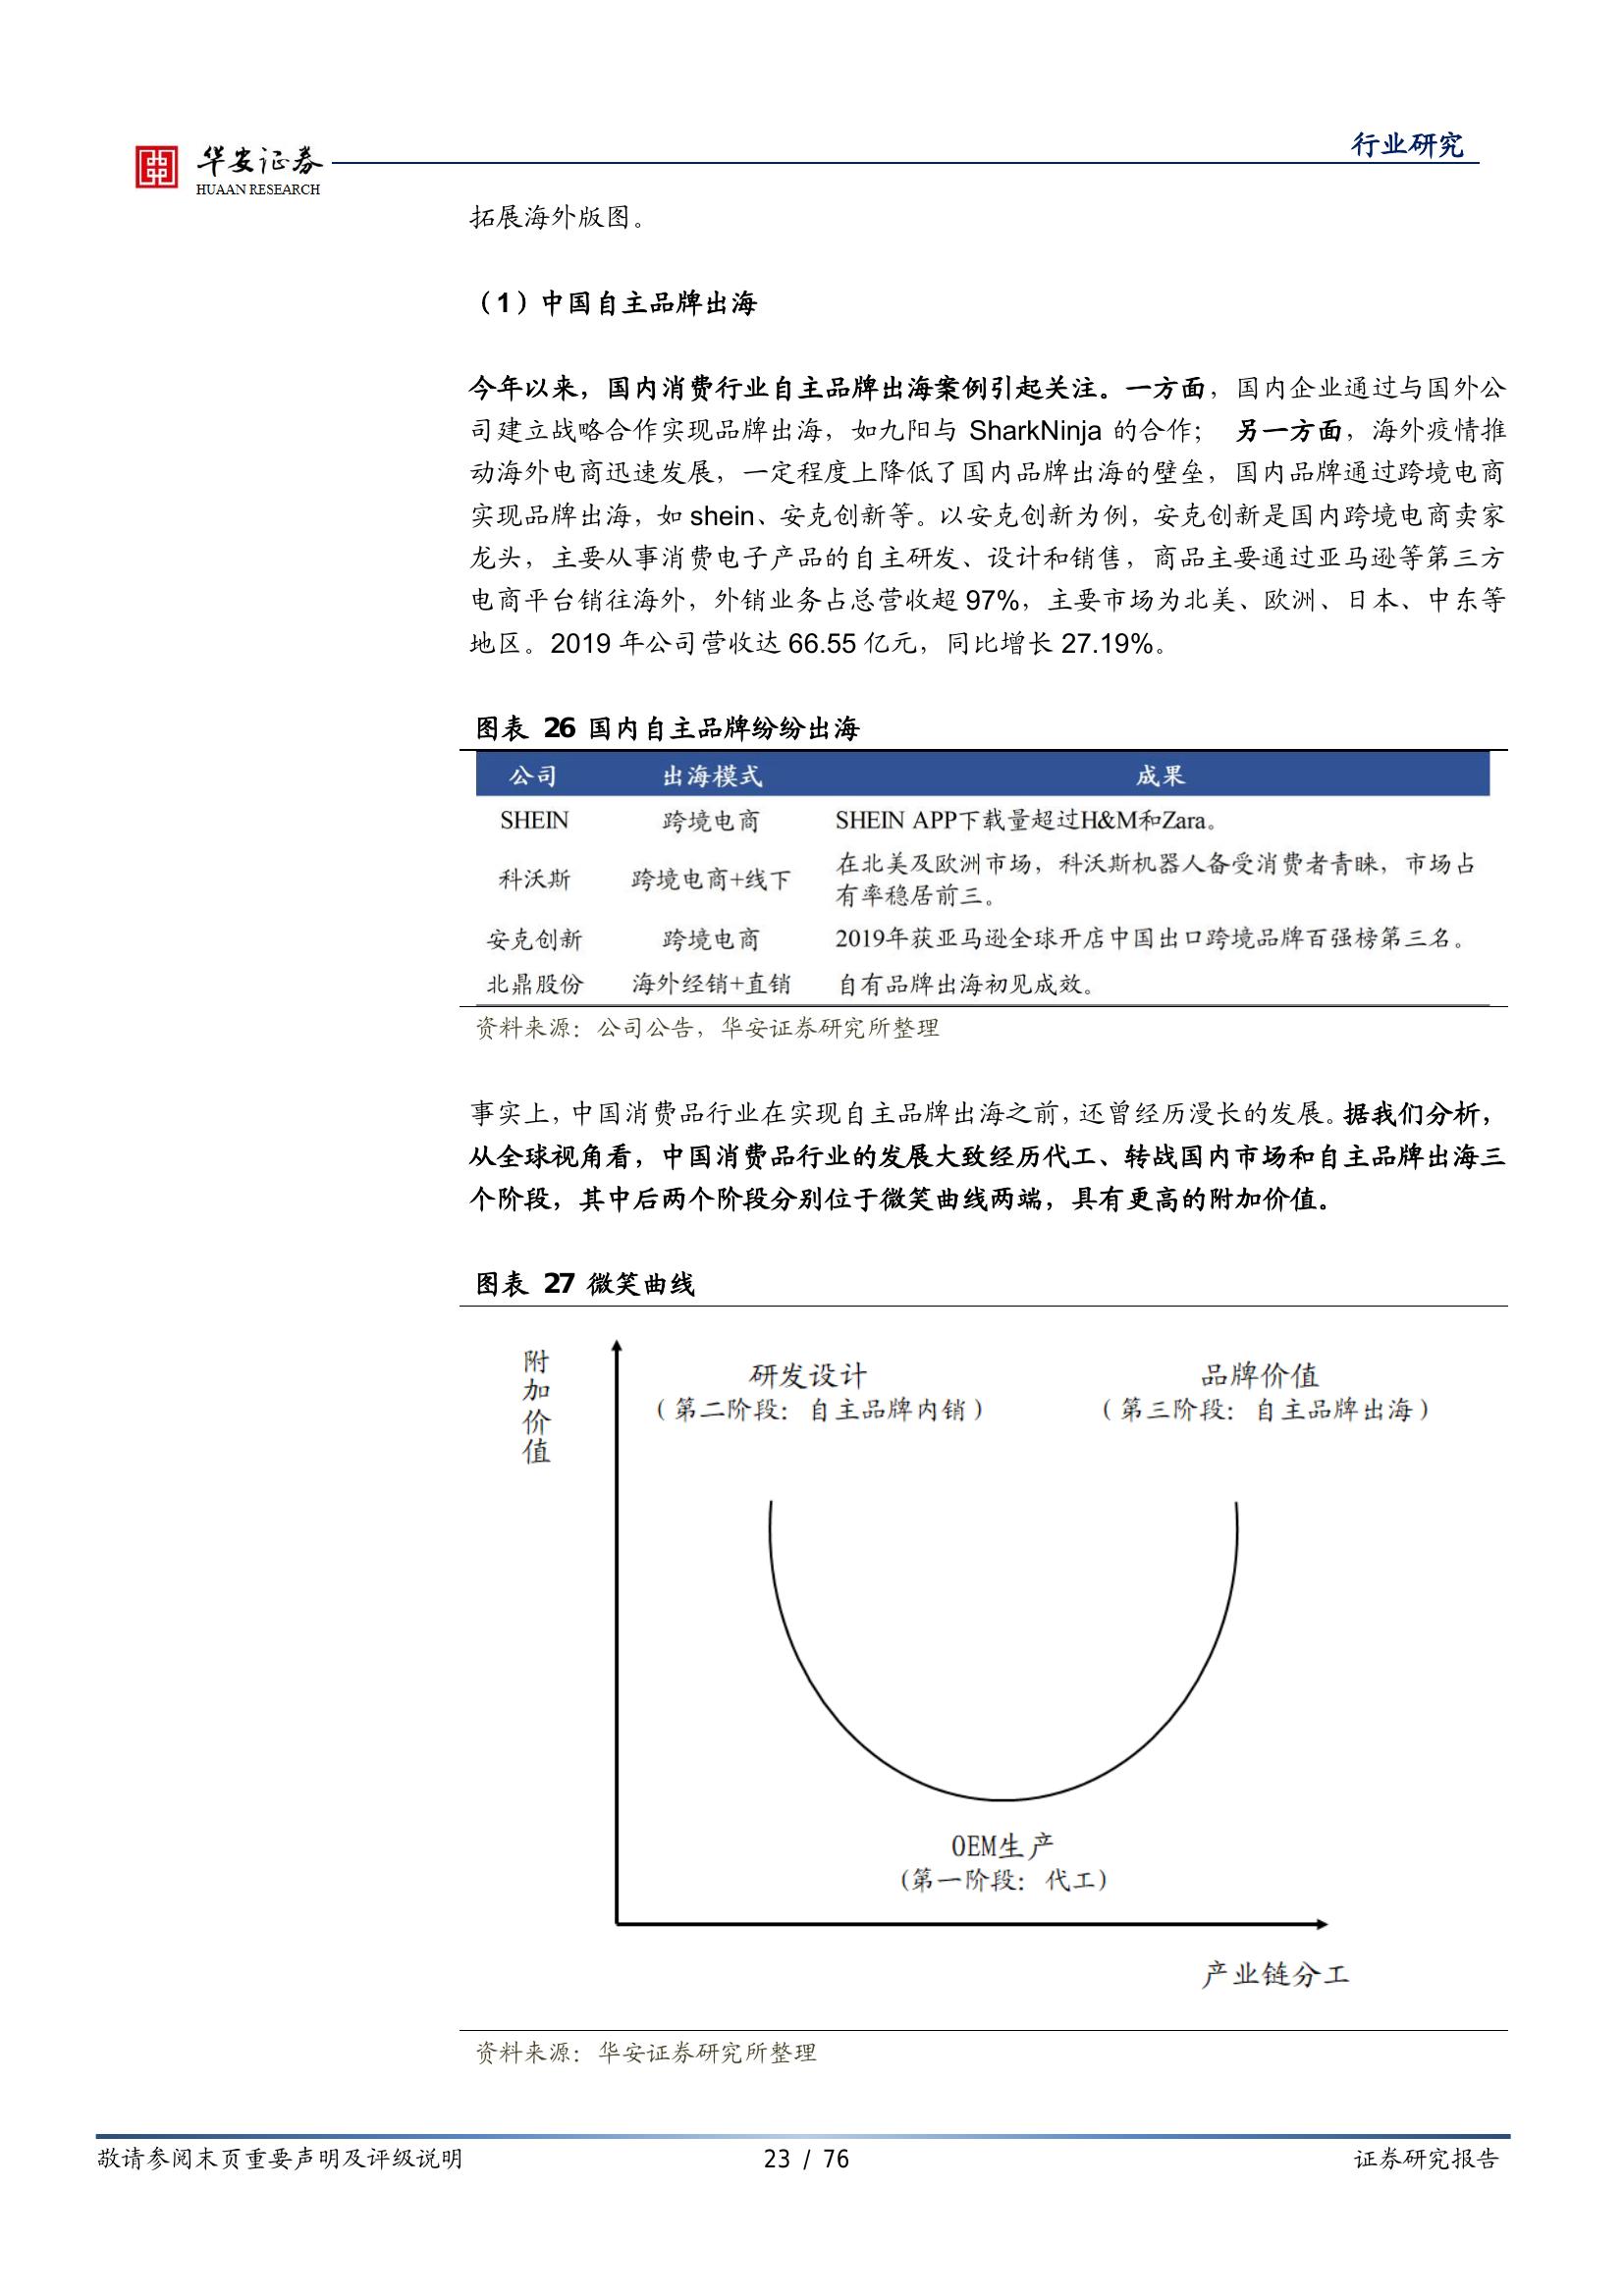 华安证券
HUAAN RESEARCH
行业研究
拓展海外版图。
（1）中国自主品牌出海
今年以来，国内消费行业自主品牌出海案例引起关注。一方面，国内企业通过与国外公
司建立战略合作实现品牌出海，如九阳与 SharkNinja 的合作； 另一方面，海外疫情推
动海外电商迅速发展，一定程度上降低了国内品牌出海的壁垒，国内品牌通过跨境电商
实现品牌出海，如 shein、安克创新等。以安克创新为例，安克创新是国内跨境电商卖家
龙头，主要从事消费电子产品的自主研发、设计和销售，商品主要通过亚马逊等第三方
电商平台销往海外，外销业务占总营收超 97%，主要市场为北美、欧洲、日本、中东等
地区。2019 年公司营收达 66.55 亿元，同比增长 27.19%。
图表 26 国内自主品牌纷纷出海
公司 出海模式 成果
SHEIN 跨境电商 SHEIN APP下载量超过H&M和Zara。
科沃斯 跨境电商+线下 在北美及欧洲市场，科沃斯机器人备受消费者青睐，市场占
有率稳居前三。
安克创新 跨境电商 2019年获亚马逊全球开店中国出口跨境品牌百强榜第三名。
北鼎股份 海外经销+直销 自有品牌出海初见成效。
资料来源：公司公告，华安证券研究所整理
事实上，中国消费品行业在实现自主品牌出海之前，还曾经历漫长的发展。据我们分析，
从全球视角看，中国消费品行业的发展大致经历代工、转战国内市场和自主品牌出海三
个阶段，其中后两个阶段分别位于微笑曲线两端，具有更高的附加价值。
图表 27 微笑曲线
附
加
价
值
研发设计
（第二阶段：自主品牌内销）
品牌价值
（第三阶段：自主品牌出海）
OEM生产
(第一阶段：代工)
产业链分工
资料来源：华安证券研究所整理
敬请参阅末页重要声明及评级说明
23 / 76
证券研究报告